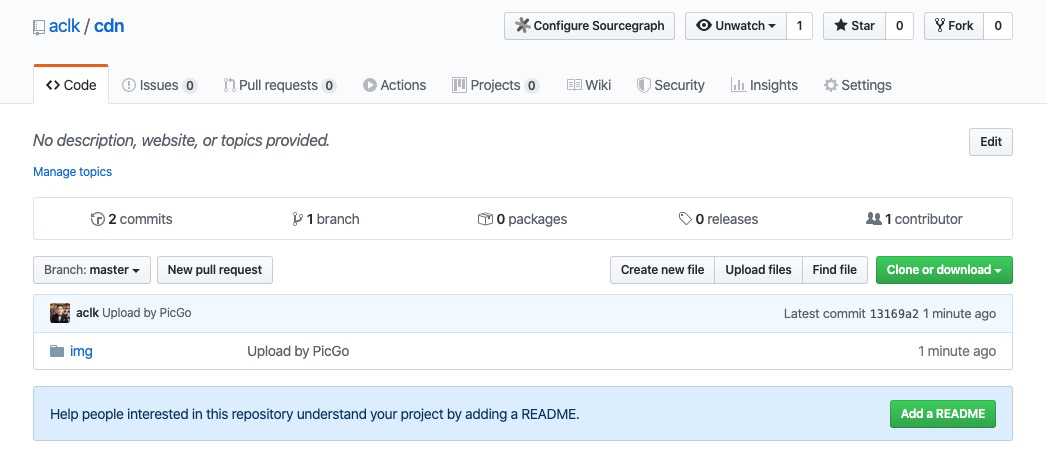 aclk / cdn
Configure Sourcegraph Unwatch 1 Star 0 Fork 0
Code Issues 0 Pull requests 0 Actions Projects 0 Wiki Security Insights Settings
No description, website, or topics provided. Edit
Manage topics
2 commits 1 branch 0 packages 0 releases 1 contributor
Branch: master New pull request Create new file Upload files Find file Clone or download
aclk Upload by PicGo Latest commit 13169a2 1 minute ago
img Upload by PicGo 1 minute ago
Help people interested in this repository understand your project by adding a README. Add a README